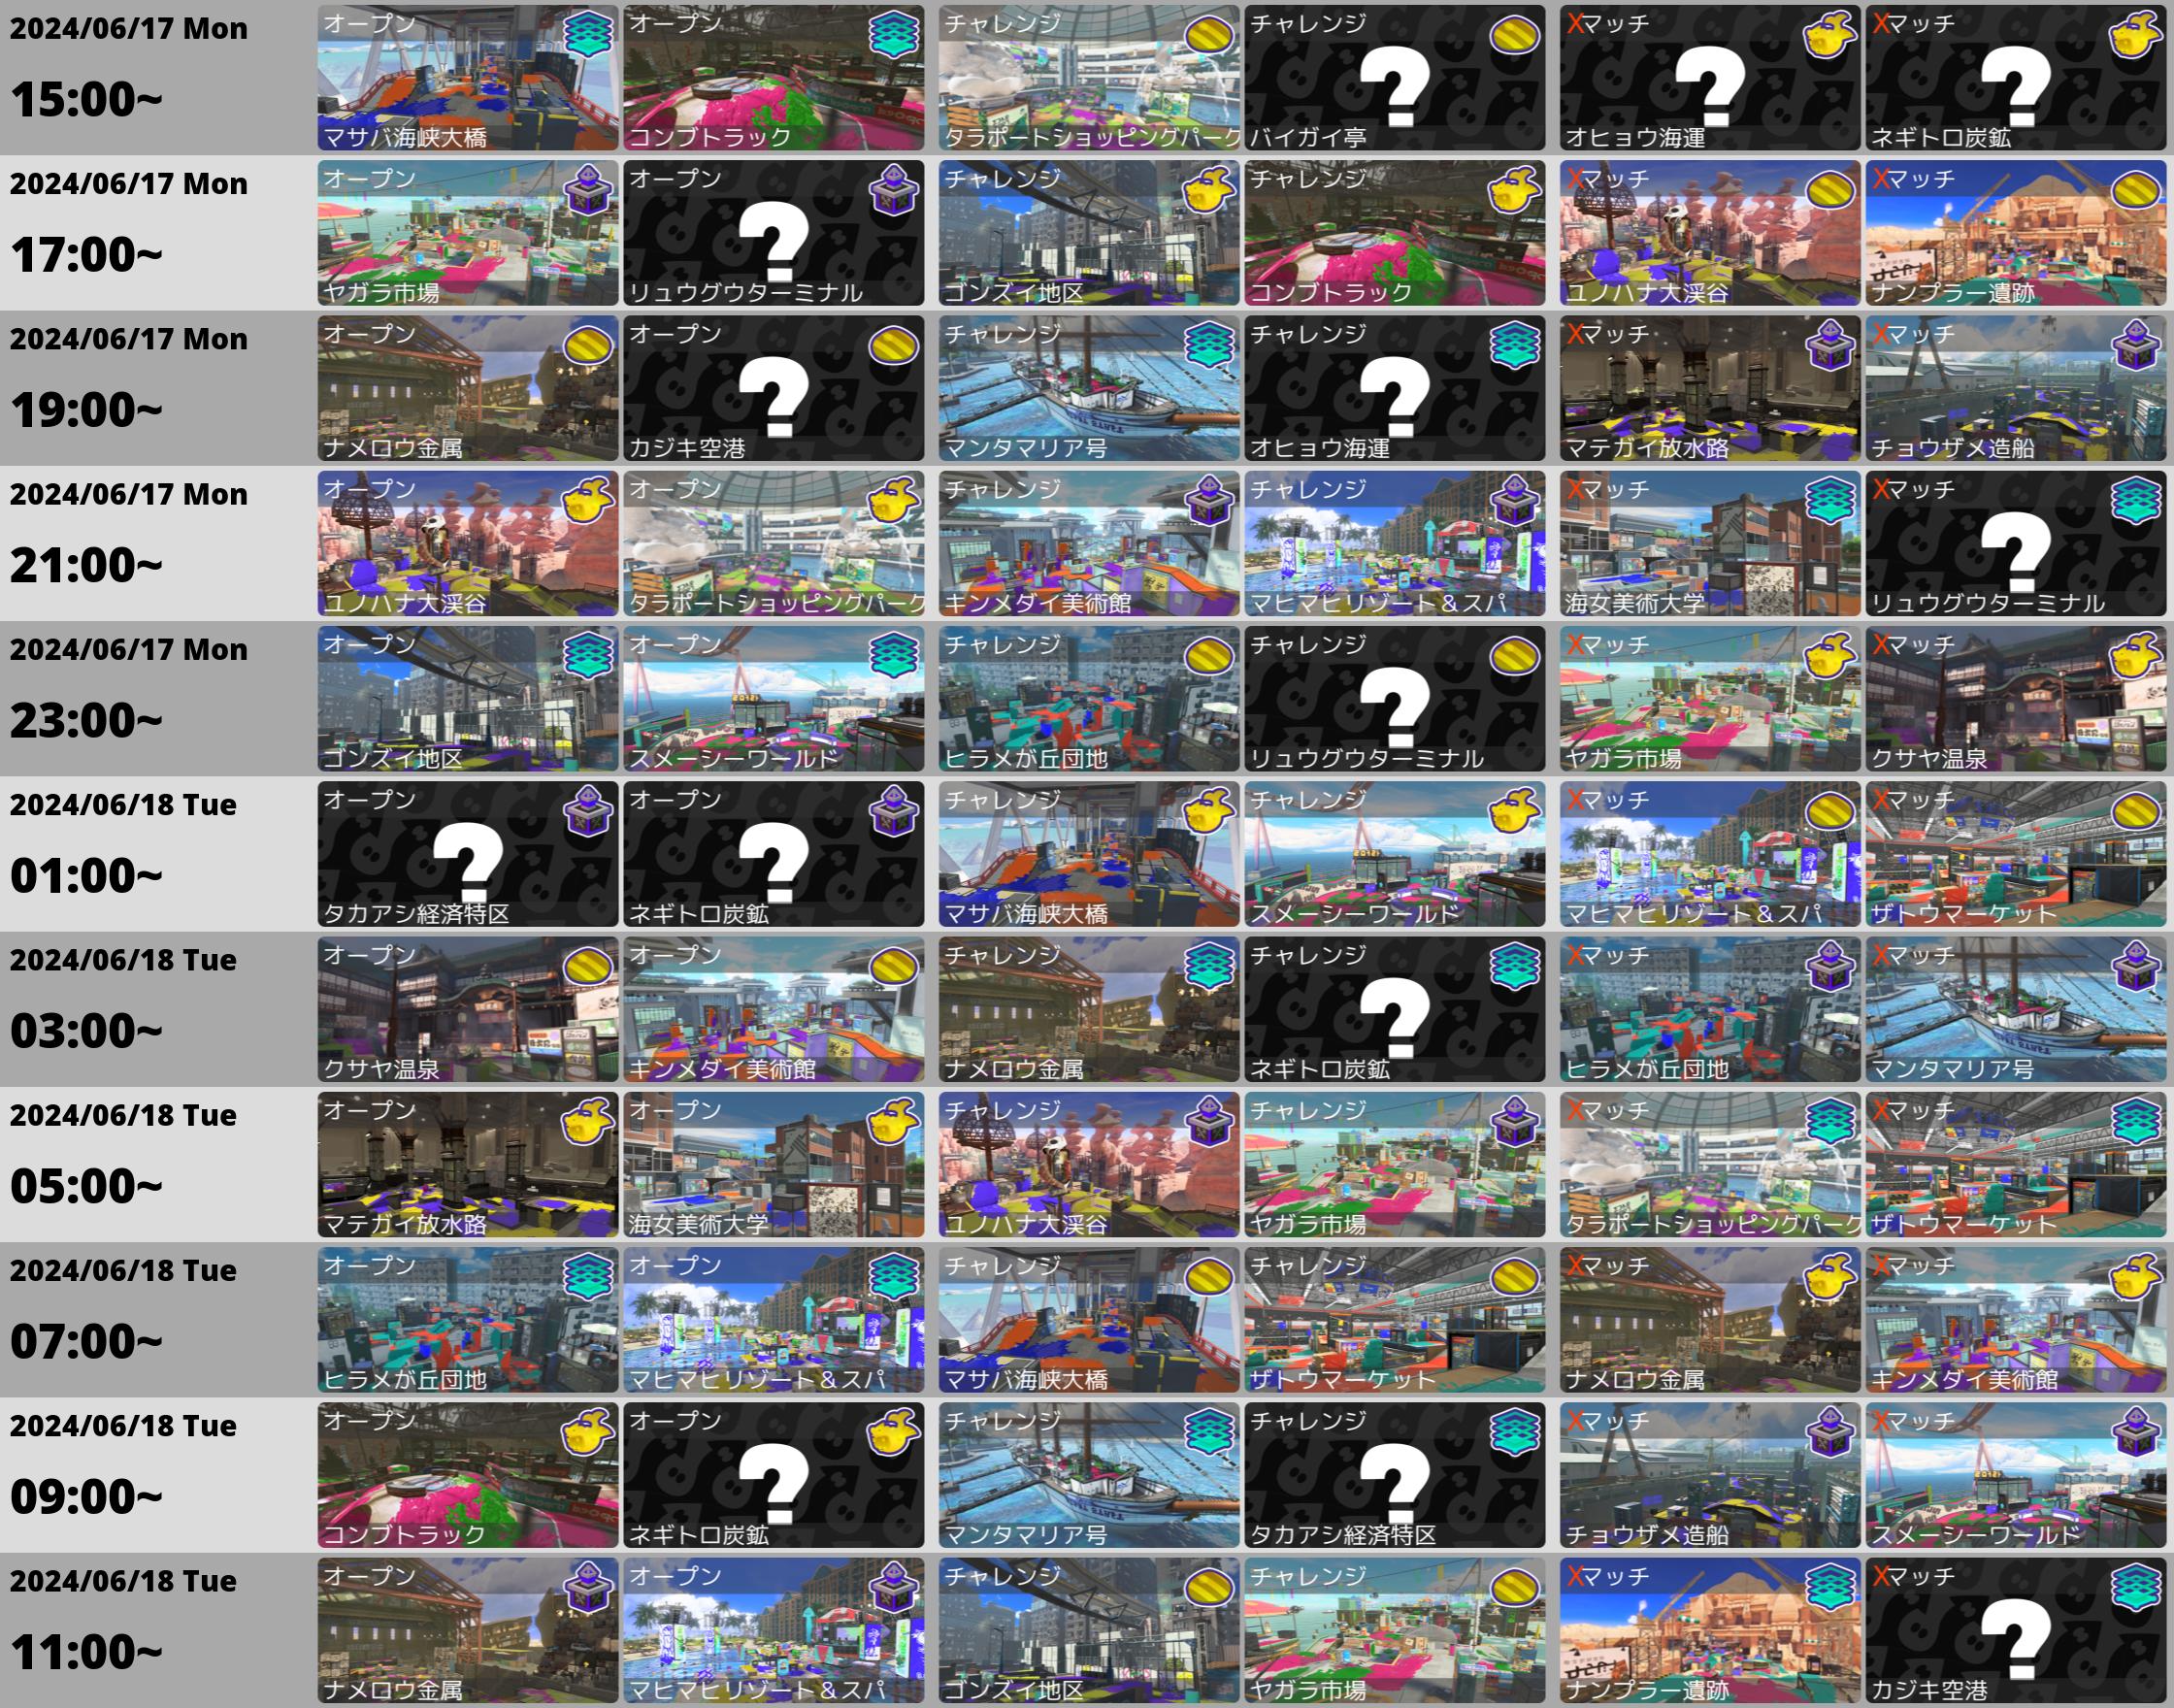 2024/06/17 Mon
15:00~
オープン オープン チャレンジ チャレンジ Xマッチ Xマッチ
マサバ海峡大橋 コンブトラック タラポートショッピングパーク バイガイ亭 オヒョウ海運 ネギトロ炭鉱
2024/06/17 Mon
17:00~
オープン オープン チャレンジ チャレンジ Xマッチ Xマッチ
ヤガラ市場 リュウグウターミナル ゴンズイ地区 コンブトラック ユノハナ大渓谷 ナンプラー遺跡
2024/06/17 Mon
19:00~
オープン オープン チャレンジ チャレンジ Xマッチ Xマッチ
ナメロウ金属 カジキ空港 マンタマリア号 オヒョウ海運 マテガイ放水路 チョウザメ造船
2024/06/17 Mon
21:00~
オープン オープン チャレンジ チャレンジ Xマッチ Xマッチ
ユノハナ大渓谷 タラポートショッピングパーク キンメダイ美術館 マヒマヒリゾート＆スパ 海女美術大学 リュウグウターミナル
2024/06/17 Mon
23:00~
オープン オープン チャレンジ チャレンジ Xマッチ Xマッチ
ゴンズイ地区 スメーシーワールド ヒラメが丘団地 リュウグウターミナル ヤガラ市場 クサヤ温泉
2024/06/18 Tue
01:00~
オープン オープン チャレンジ チャレンジ Xマッチ Xマッチ
タカアシ経済特区 ネギトロ炭鉱 マサバ海峡大橋 スメーシーワールド マヒマヒリゾート＆スパ ザトウマーケット
2024/06/18 Tue
03:00~
オープン オープン チャレンジ チャレンジ Xマッチ Xマッチ
クサヤ温泉 キンメダイ美術館 ナメロウ金属 ネギトロ炭鉱 ヒラメが丘団地 マンタマリア号
2024/06/18 Tue
05:00~
オープン オープン チャレンジ チャレンジ Xマッチ Xマッチ
マテガイ放水路 海女美術大学 ユノハナ大渓谷 ヤガラ市場 タラポートショッピングパーク ザトウマーケット
2024/06/18 Tue
07:00~
オープン オープン チャレンジ チャレンジ Xマッチ Xマッチ
ヒラメが丘団地 マヒマヒリゾート＆スパ マサバ海峡大橋 ザトウマーケット ナメロウ金属 キンメダイ美術館
2024/06/18 Tue
09:00~
オープン オープン チャレンジ チャレンジ Xマッチ Xマッチ
コンブトラック ネギトロ炭鉱 マンタマリア号 タカアシ経済特区 チョウザメ造船 スメーシーワールド
2024/06/18 Tue
11:00~
オープン オープン チャレンジ チャレンジ Xマッチ Xマッチ
ナメロウ金属 マヒマヒリゾート＆スパ ゴンズイ地区 ヤガラ市場 ナンプラー遺跡 カジキ空港